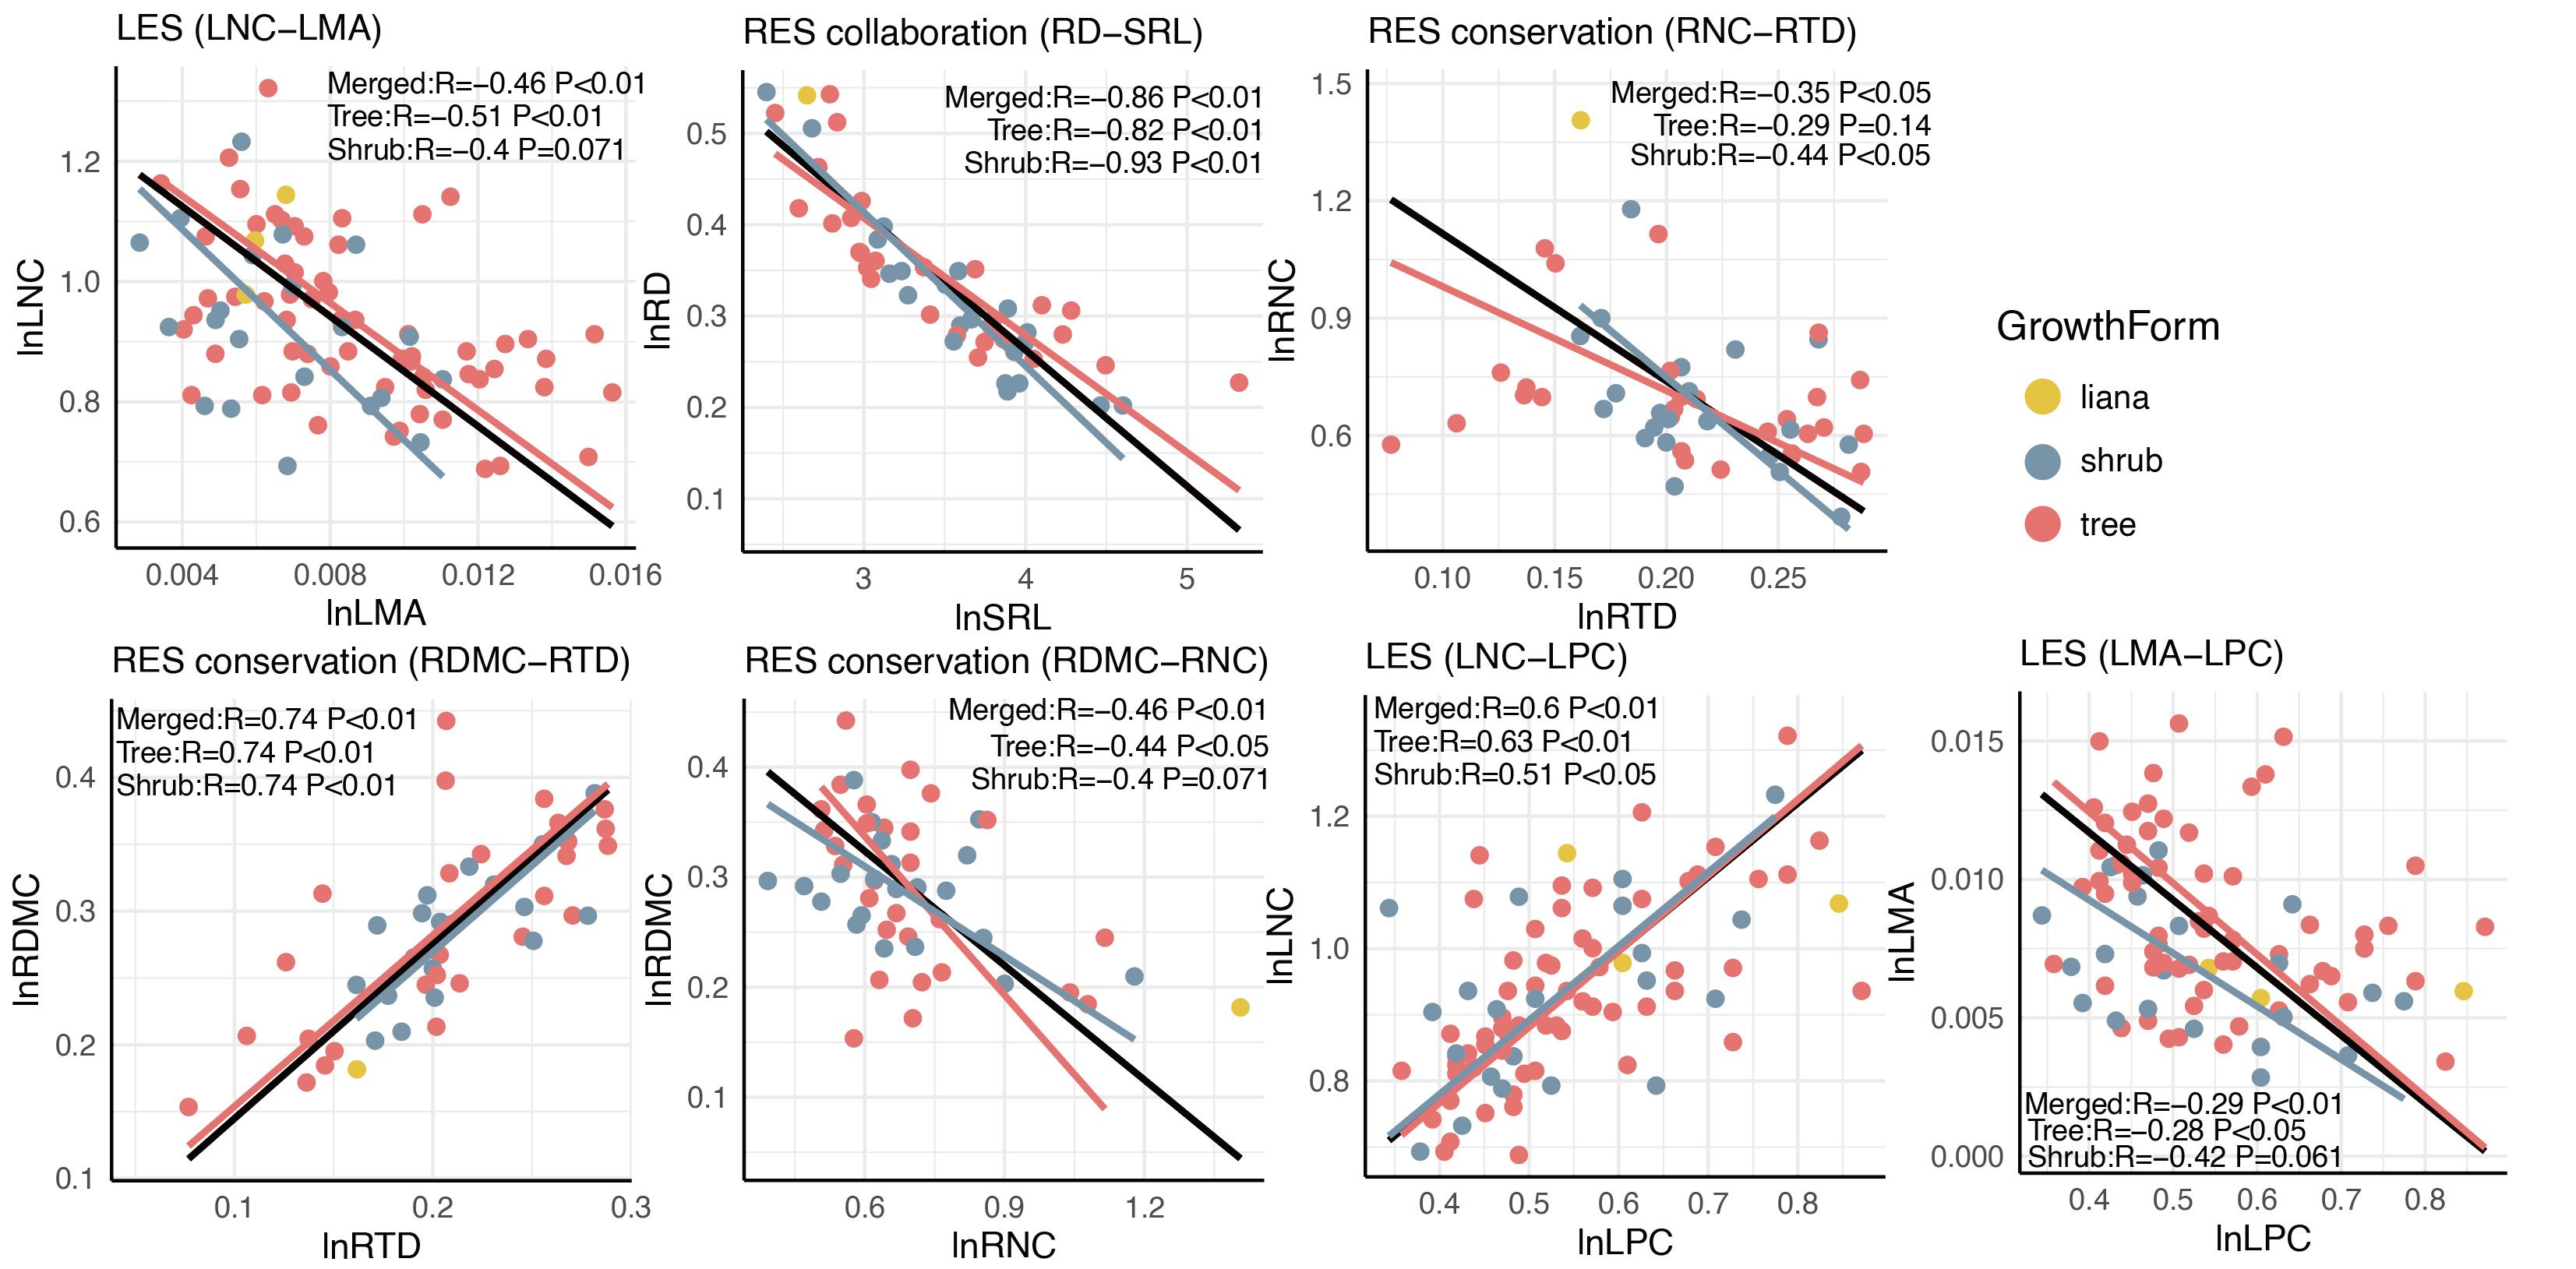 LES (LNC−LMA)
Merged:R=−0.46 P<0.01
Tree:R=−0.51 P<0.01
Shrub:R=−0.4 P=0.071
lnLNC
1.2
1.0
0.8
0.6
0.004 0.008 0.012 0.016
lnLMA
RES collaboration (RD−SRL)
Merged:R=−0.86 P<0.01
Tree:R=−0.82 P<0.01
Shrub:R=−0.93 P<0.01
lnRD
0.5
0.4
0.3
0.2
0.1
3 4 5
lnSRL
RES conservation (RNC−RTD)
Merged:R=−0.35 P<0.05
Tree:R=−0.29 P=0.14
Shrub:R=−0.44 P<0.05
lnRNC
1.5
1.2
0.9
0.6
0.10 0.15 0.20 0.25
lnRTD
GrowthForm
liana
shrub
tree
RES conservation (RDMC−RTD)
Merged:R=0.74 P<0.01
Tree:R=0.74 P<0.01
Shrub:R=0.74 P<0.01
lnRDMC
0.4
0.3
0.2
0.1
0.1 0.2 0.3
lnRTD
RES conservation (RDMC−RNC)
Merged:R=−0.46 P<0.01
Tree:R=−0.44 P<0.05
Shrub:R=−0.4 P=0.071
lnRDMC
0.4
0.3
0.2
0.1
0.6 0.9 1.2
lnRNC
LES (LNC−LPC)
Merged:R=0.6 P<0.01
Tree:R=0.63 P<0.01
Shrub:R=0.51 P<0.05
lnLNC
1.2
1.0
0.8
0.4 0.5 0.6 0.7 0.8
lnLPC
LES (LMA−LPC)
lnLMA
0.015
0.010
0.005
0.000
Merged:R=−0.29 P<0.01
Tree:R=−0.28 P<0.05
Shrub:R=−0.42 P=0.061
0.4 0.5 0.6 0.7 0.8
lnLPC